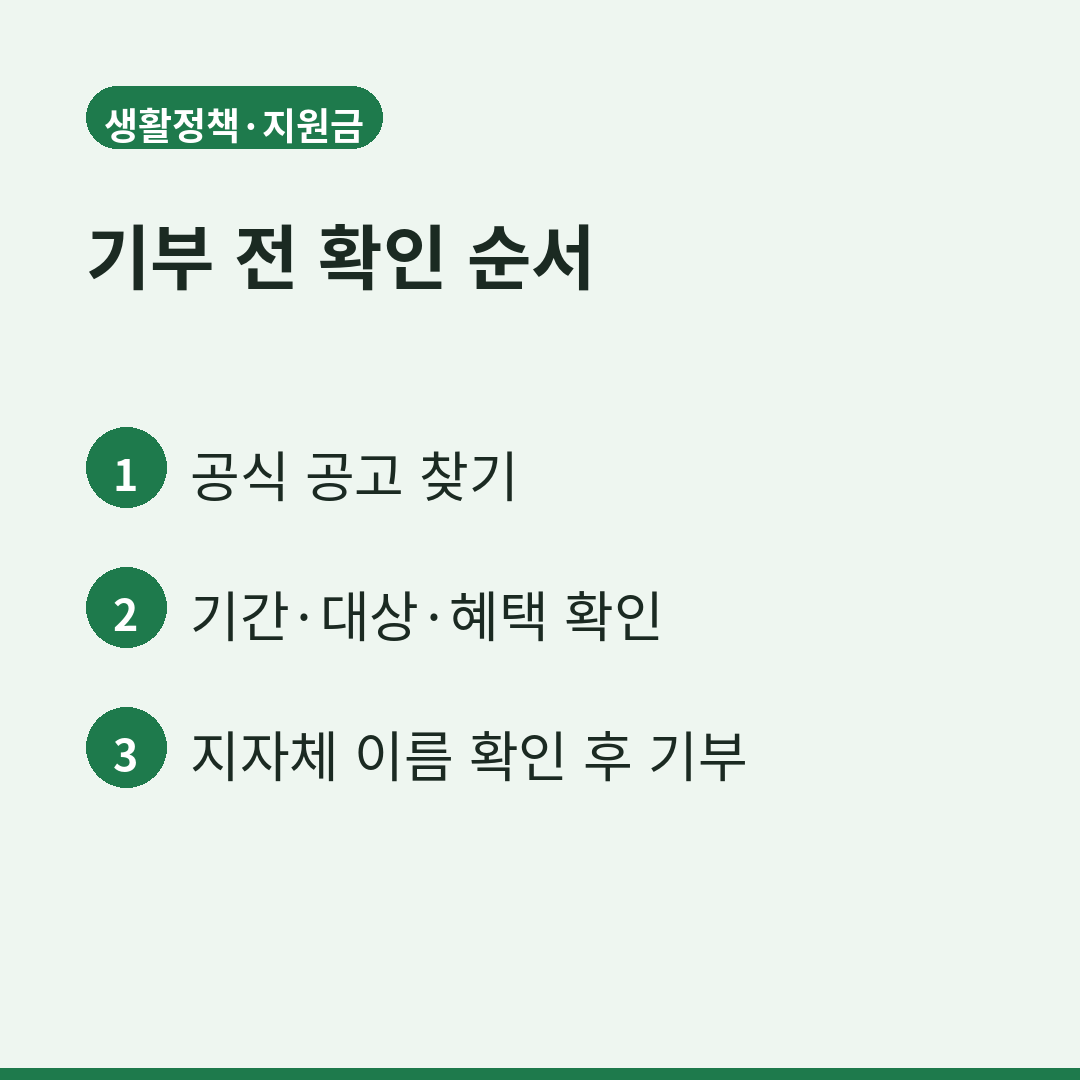 생활정책·지원금
기부 전 확인 순서
1 공식 공고 찾기
2 기간·대상·혜택 확인
3 지자체 이름 확인 후 기부